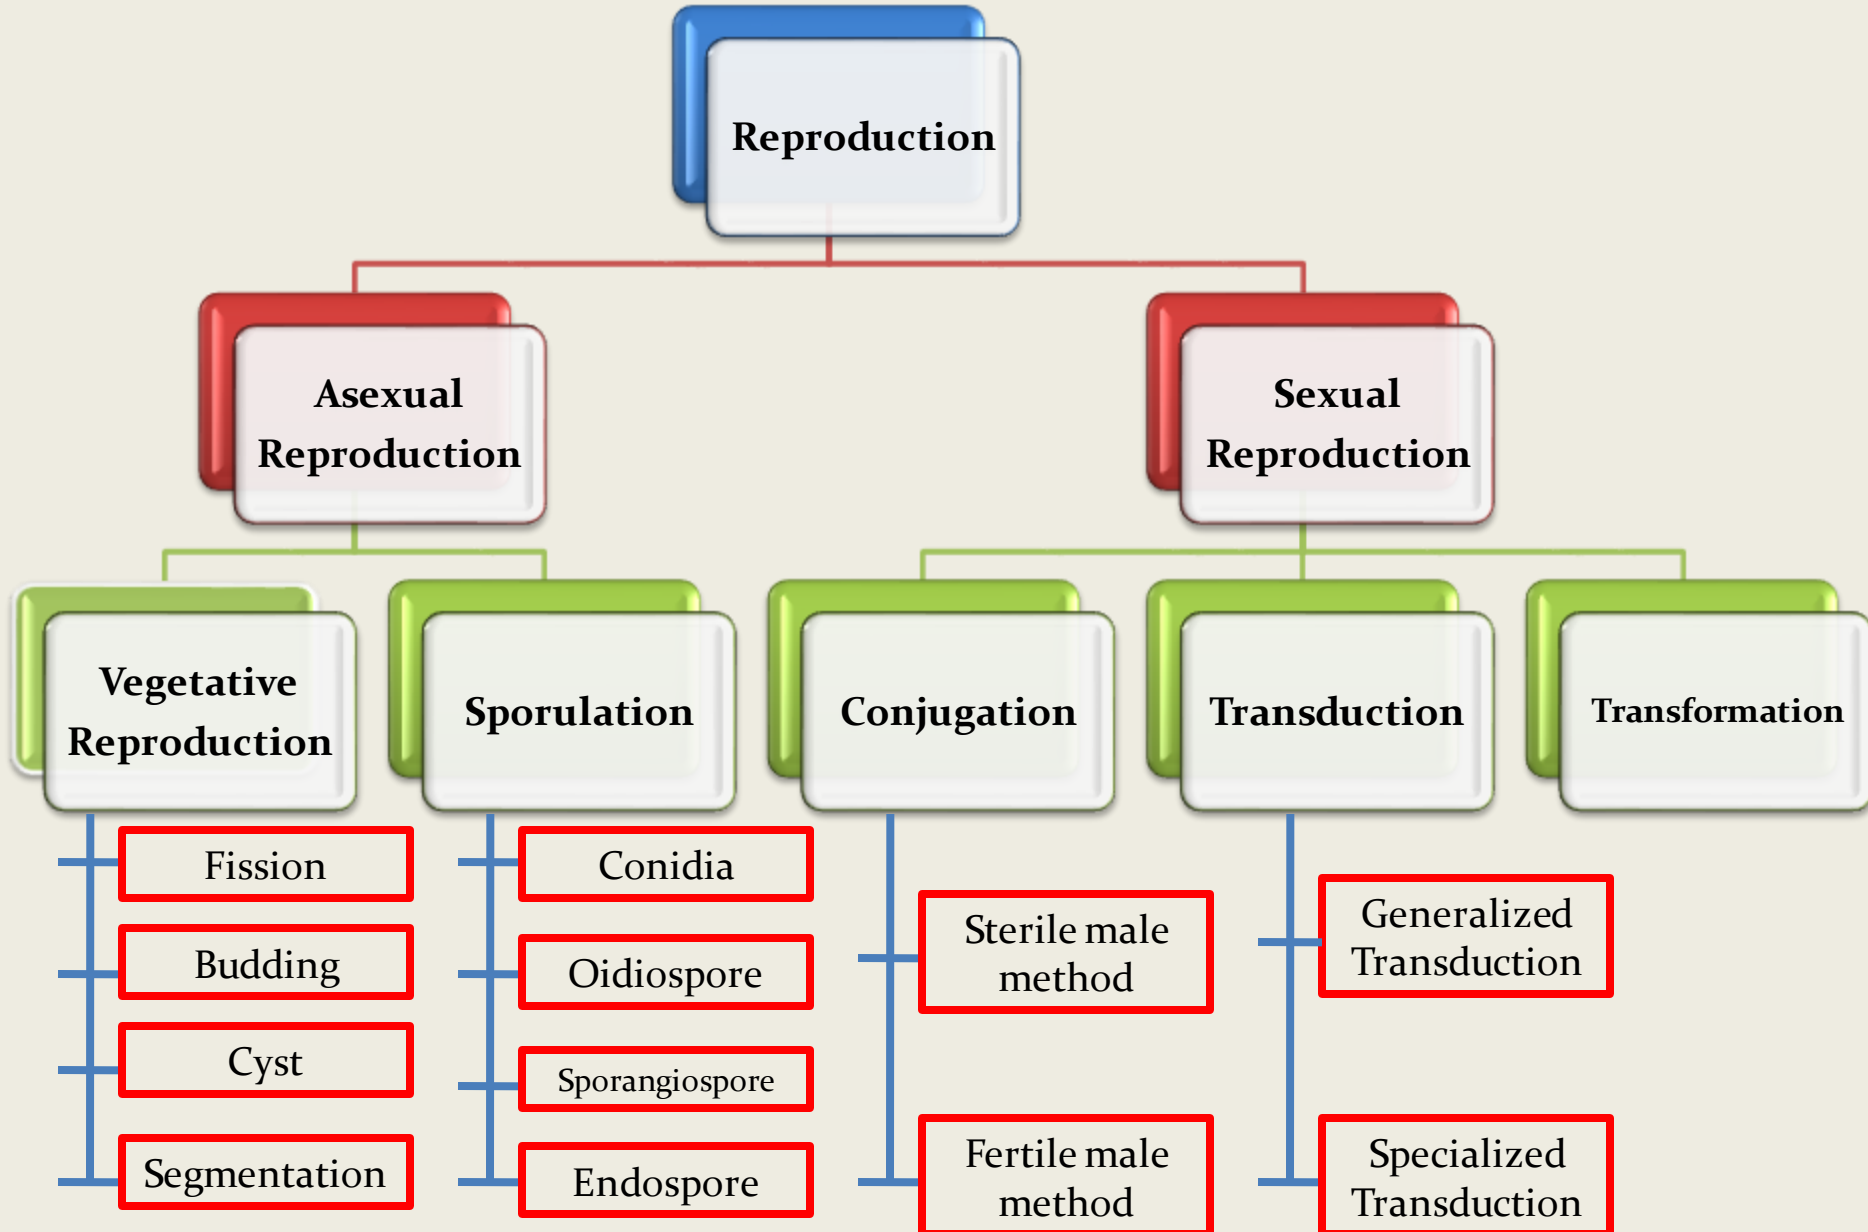 Reproduction
Asexual
Reproduction
Sexual
Reproduction
Vegetative
Reproduction
Sporulation
Conjugation
Transduction
Transformation
Fission
Budding
Cyst
Segmentation
Conidia
Oidiospore
Sporangiospore
Endospore
Sterile male
method
Fertile male
method
Generalized
Transduction
Specialized
Transduction